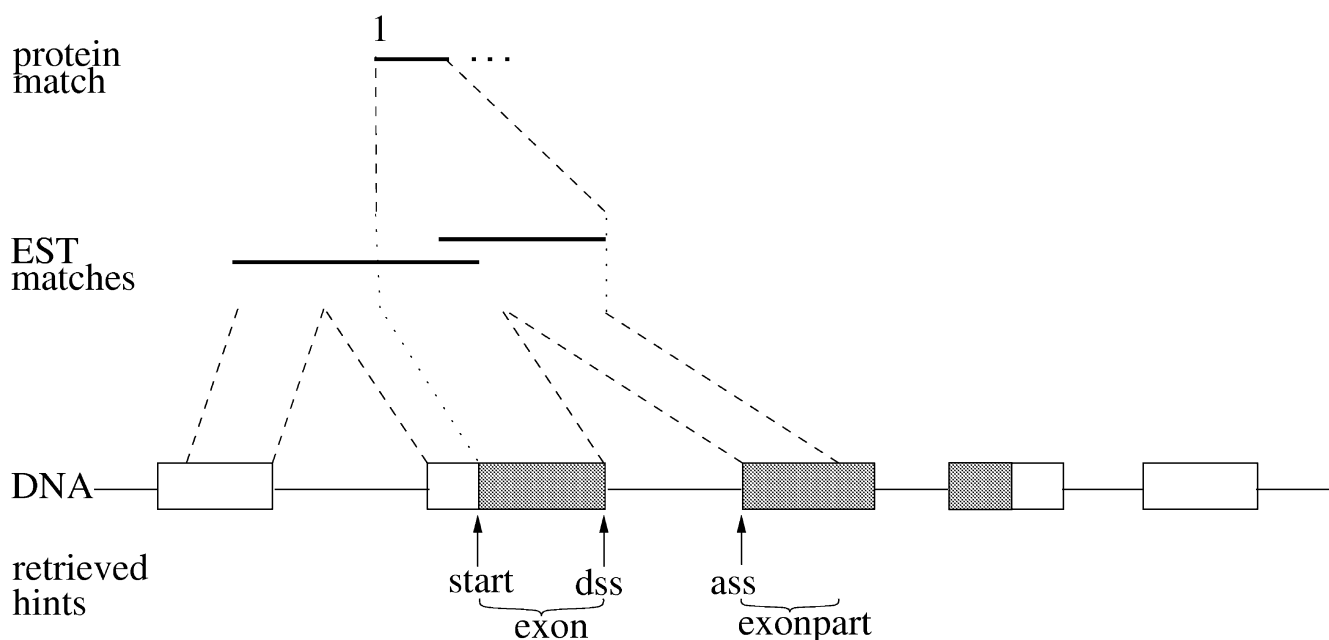 1
protein
match
. . .
EST
matches
DNA
retrieved
hints
start
dss
ass
exon
exonpart